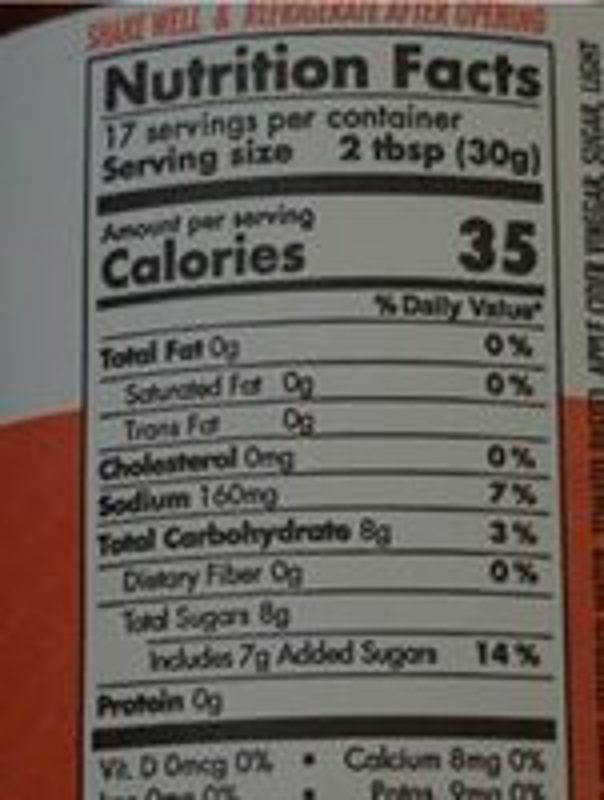 SHAKE WELL & REFRIGERATE AFTER OPENING
Nutrition Facts
17 servings per container
Serving size 2 tbsp (30g)
Amount per serving
Calories 35
% Daily Value*
Total Fat 0g 0%
Saturated Fat 0g 0%
Trans Fat 0g
Cholesterol 0mg 0%
Sodium 160mg 7%
Total Carbohydrate 8g 3%
Dietary Fiber 0g 0%
Total Sugars 8g
Includes 7g Added Sugars 14%
Protein 0g
Vit. D 0mcg 0% • Calcium 8mg 0%
Iron 0mg 0% • Potas. 9mg 0%
APPLE CIDER VINEGAR, SUGAR, LIGHT